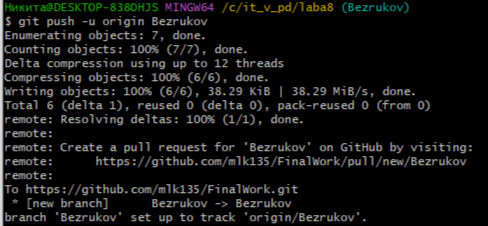 Никита@DESKTOP-838OHJS MINGW64 /c/it_v_pd/laba8 (Bezrukov)
$ git push -u origin Bezrukov
Enumerating objects: 7, done.
Counting objects: 100% (7/7), done.
Delta compression using up to 12 threads
Compressing objects: 100% (6/6), done.
Writing objects: 100% (6/6), 38.29 KiB | 38.29 MiB/s, done.
Total 6 (delta 1), reused 0 (delta 0), pack-reused 0 (from 0)
remote: Resolving deltas: 100% (1/1), done.
remote:
remote: Create a pull request for 'Bezrukov' on GitHub by visiting:
remote:      https://github.com/mlk135/FinalWork/pull/new/Bezrukov
remote:
To https://github.com/mlk135/FinalWork.git
 * [new branch]      Bezrukov -> Bezrukov
branch 'Bezrukov' set up to track 'origin/Bezrukov'.